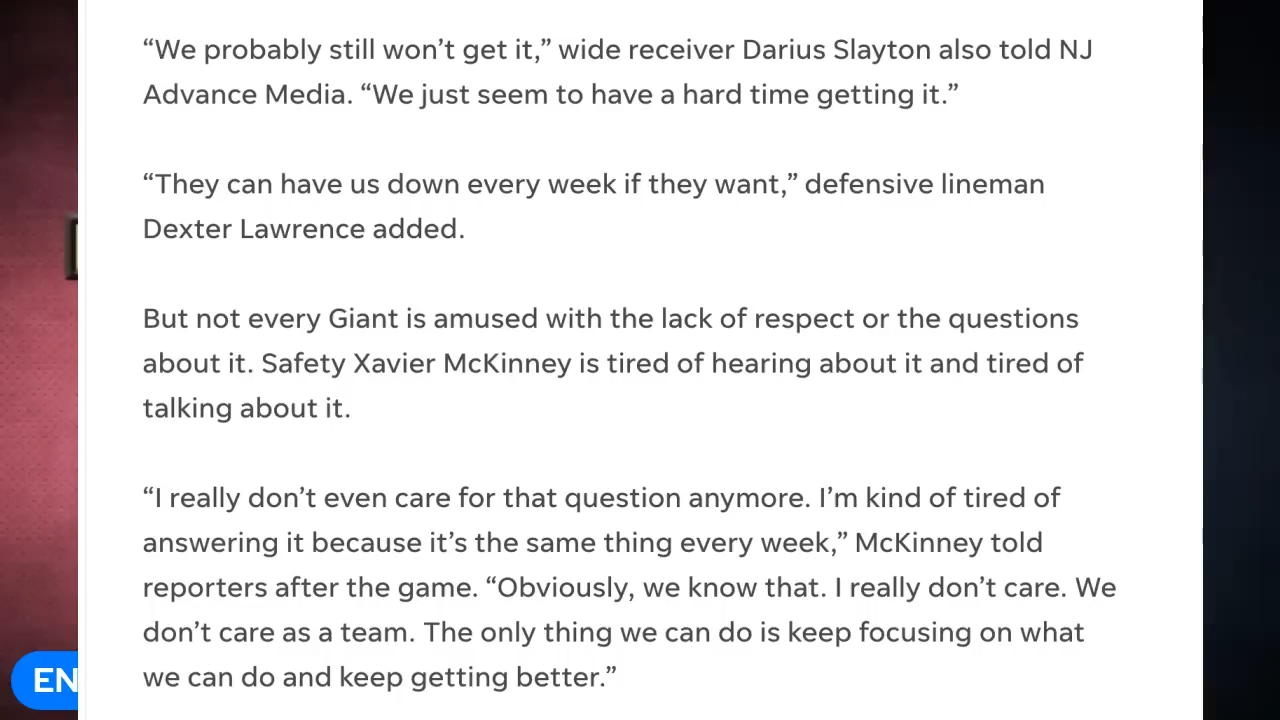 “We probably still won’t get it,” wide receiver Darius Slayton also told NJ
Advance Media. “We just seem to have a hard time getting it.”
“They can have us down every week if they want,” defensive lineman
Dexter Lawrence added.
But not every Giant is amused with the lack of respect or the questions
about it. Safety Xavier McKinney is tired of hearing about it and tired of
talking about it.
“I really don’t even care for that question anymore. I’m kind of tired of
answering it because it’s the same thing every week,” McKinney told
reporters after the game. “Obviously, we know that. I really don’t care. We
don’t care as a team. The only thing we can do is keep focusing on what
we can do and keep getting better.”
EN